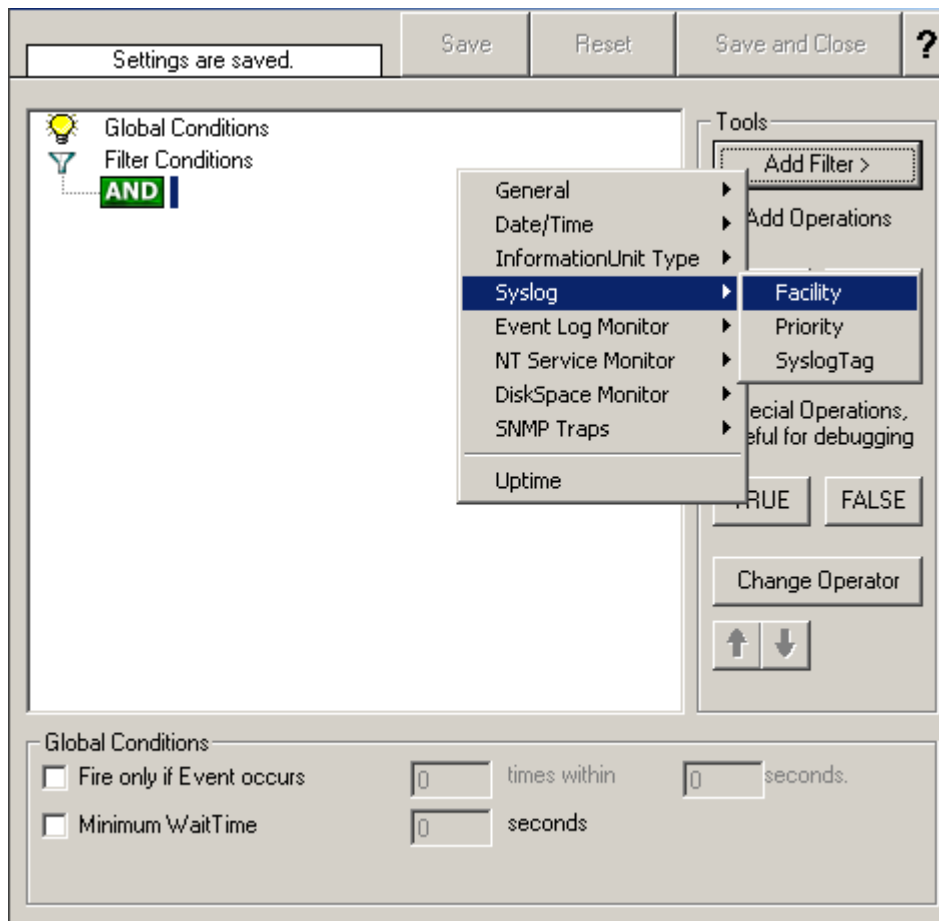 Settings are saved.
Save
Reset
Save and Close
?
Global Conditions
Filter Conditions
AND
Tools
Add Filter >
Add Operations
General
Date/Time
InformationUnit Type
Syslog
Event Log Monitor
NT Service Monitor
DiskSpace Monitor
SNMP Traps
Uptime
Facility
Priority
SyslogTag
ecial Operations,
eful for debugging
RUE
FALSE
Change Operator
Global Conditions
Fire only if Event occurs 0 times within 0 seconds.
Minimum WaitTime 0 seconds